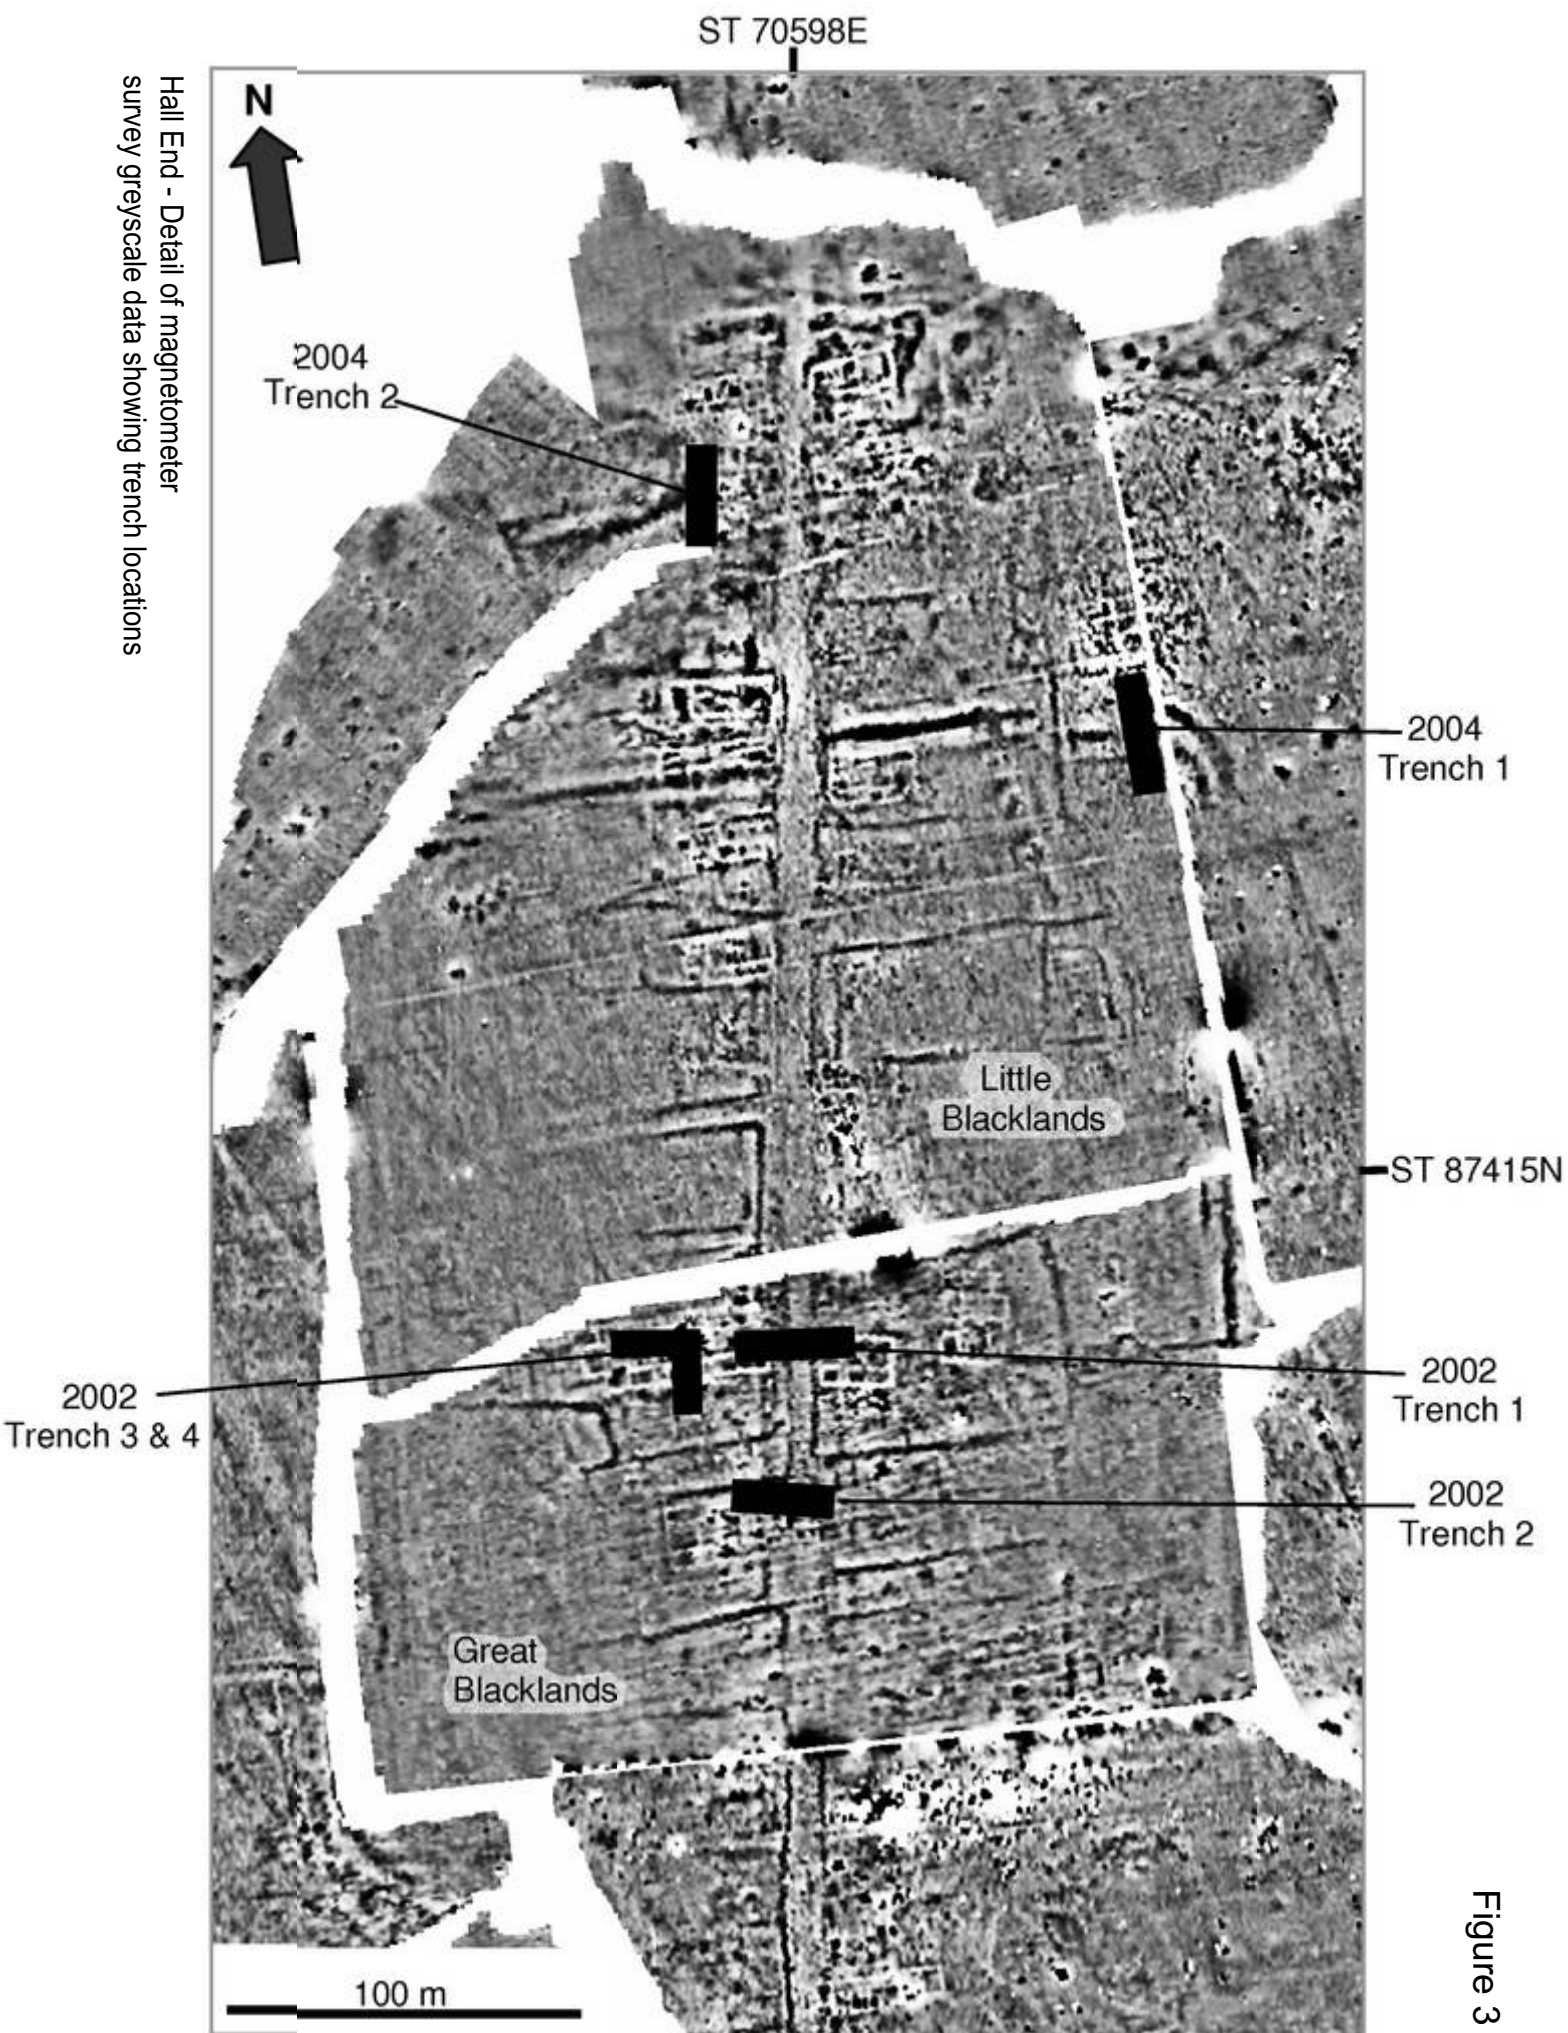 ST 70598E
N
Hall End - Detail of magnetometer
survey greyscale data showing trench locations
2004
Trench 2
2004
Trench 1
Little
Blacklands
ST 87415N
2002
Trench 1
2002
Trench 3 & 4
2002
Trench 2
Great
Blacklands
100 m
Figure 3